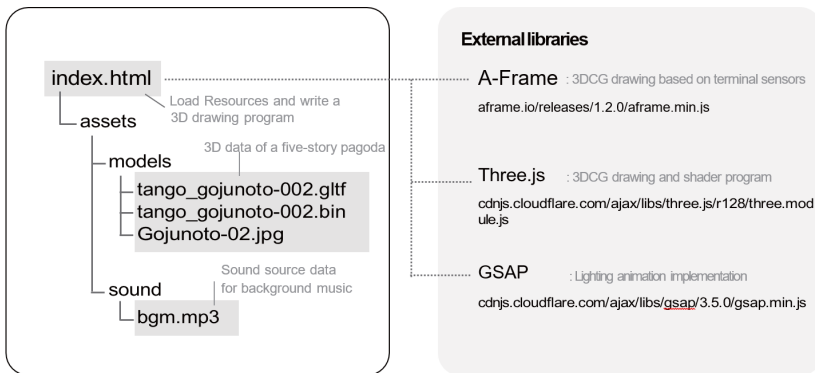 index.html
Load Resources and write a
3D drawing program
assets
models
3D data of a five-story pagoda
tango_gojunoto-002.gltf
tango_gojunoto-002.bin
Gojunoto-02.jpg
sound
Sound source data
for background music
bgm.mp3
External libraries
A-Frame : 3DCG drawing based on terminal sensors
aframe.io/releases/1.2.0/aframe.min.js
Three.js : 3DCG drawing and shader program
cdnjs.cloudflare.com/ajax/libs/three.js/r128/three.mod
ule.js
GSAP : Lighting animation implementation
cdnjs.cloudflare.com/ajax/libs/gsap/3.5.0/gsap.min.js